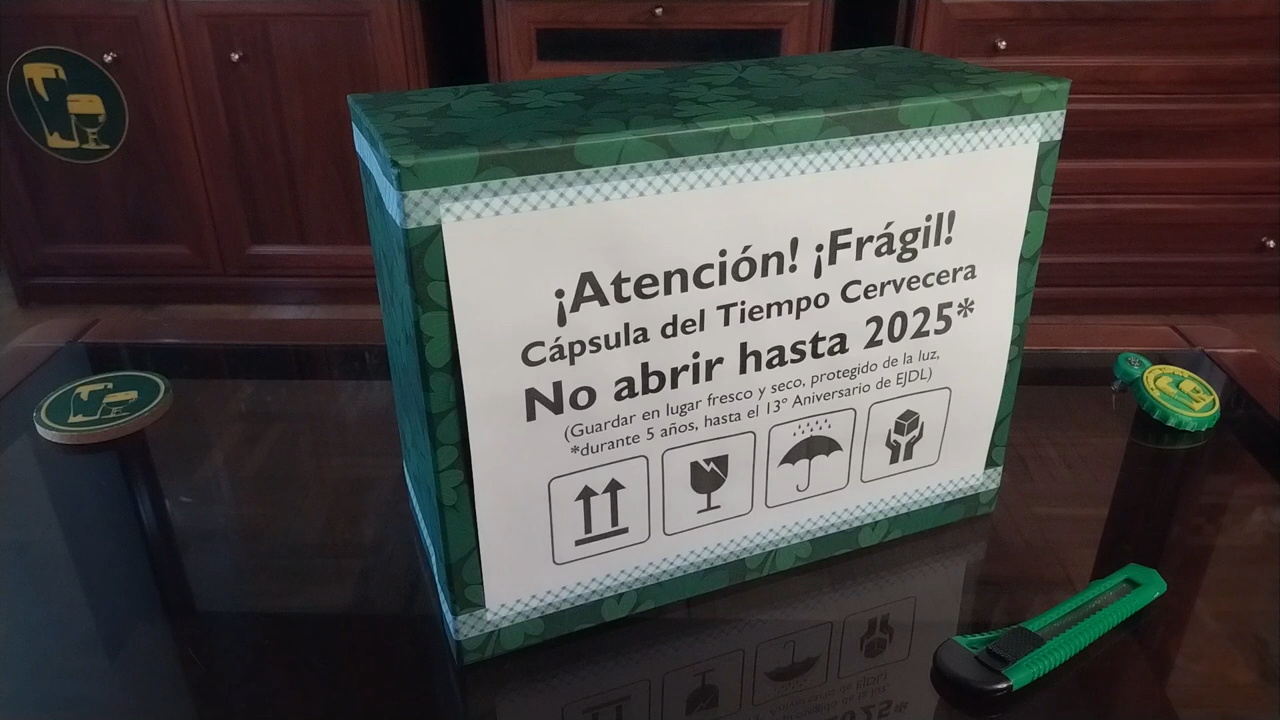 ¡Atención! ¡Frágil!
Cápsula del Tiempo Cervecera
No abrir hasta 2025*
(Guardar en lugar fresco y seco, protegido de la luz,
*durante 5 años, hasta el 13º Aniversario de EJDL)